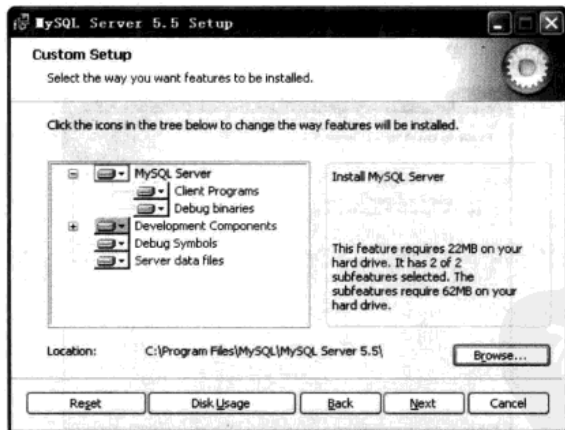 MySQL Server 5.5 Setup
Custom Setup
Select the way you want features to be installed.
Click the icons in the tree below to change the way features will be installed.
MySQL Server
Client Programs
Debug binaries
Development Components
Debug Symbols
Server data files
Install MySQL Server
This feature requires 22MB on your
hard drive. It has 2 of 2
subfeatures selected. The
subfeatures require 62MB on your
hard drive.
Location:
C:\Program Files\MySQL\MySQL Server 5.5\
Browse...
Reset
Disk Usage
Back
Next
Cancel